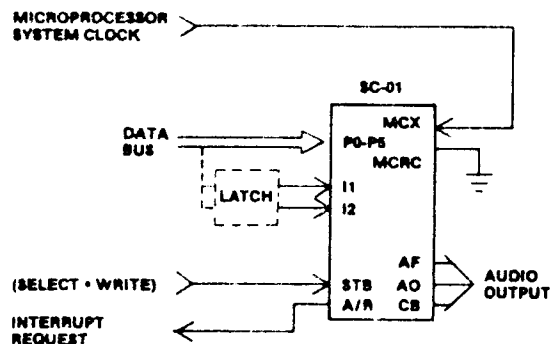 MICROPROCESSOR
SYSTEM CLOCK
SC-01
MCX
DATA
BUS
P0-P5
MCRC
LATCH
I1
I2
AF
(SELECT • WRITE)
STB
AO
AUDIO
OUTPUT
A/R
CB
INTERRUPT
REQUEST